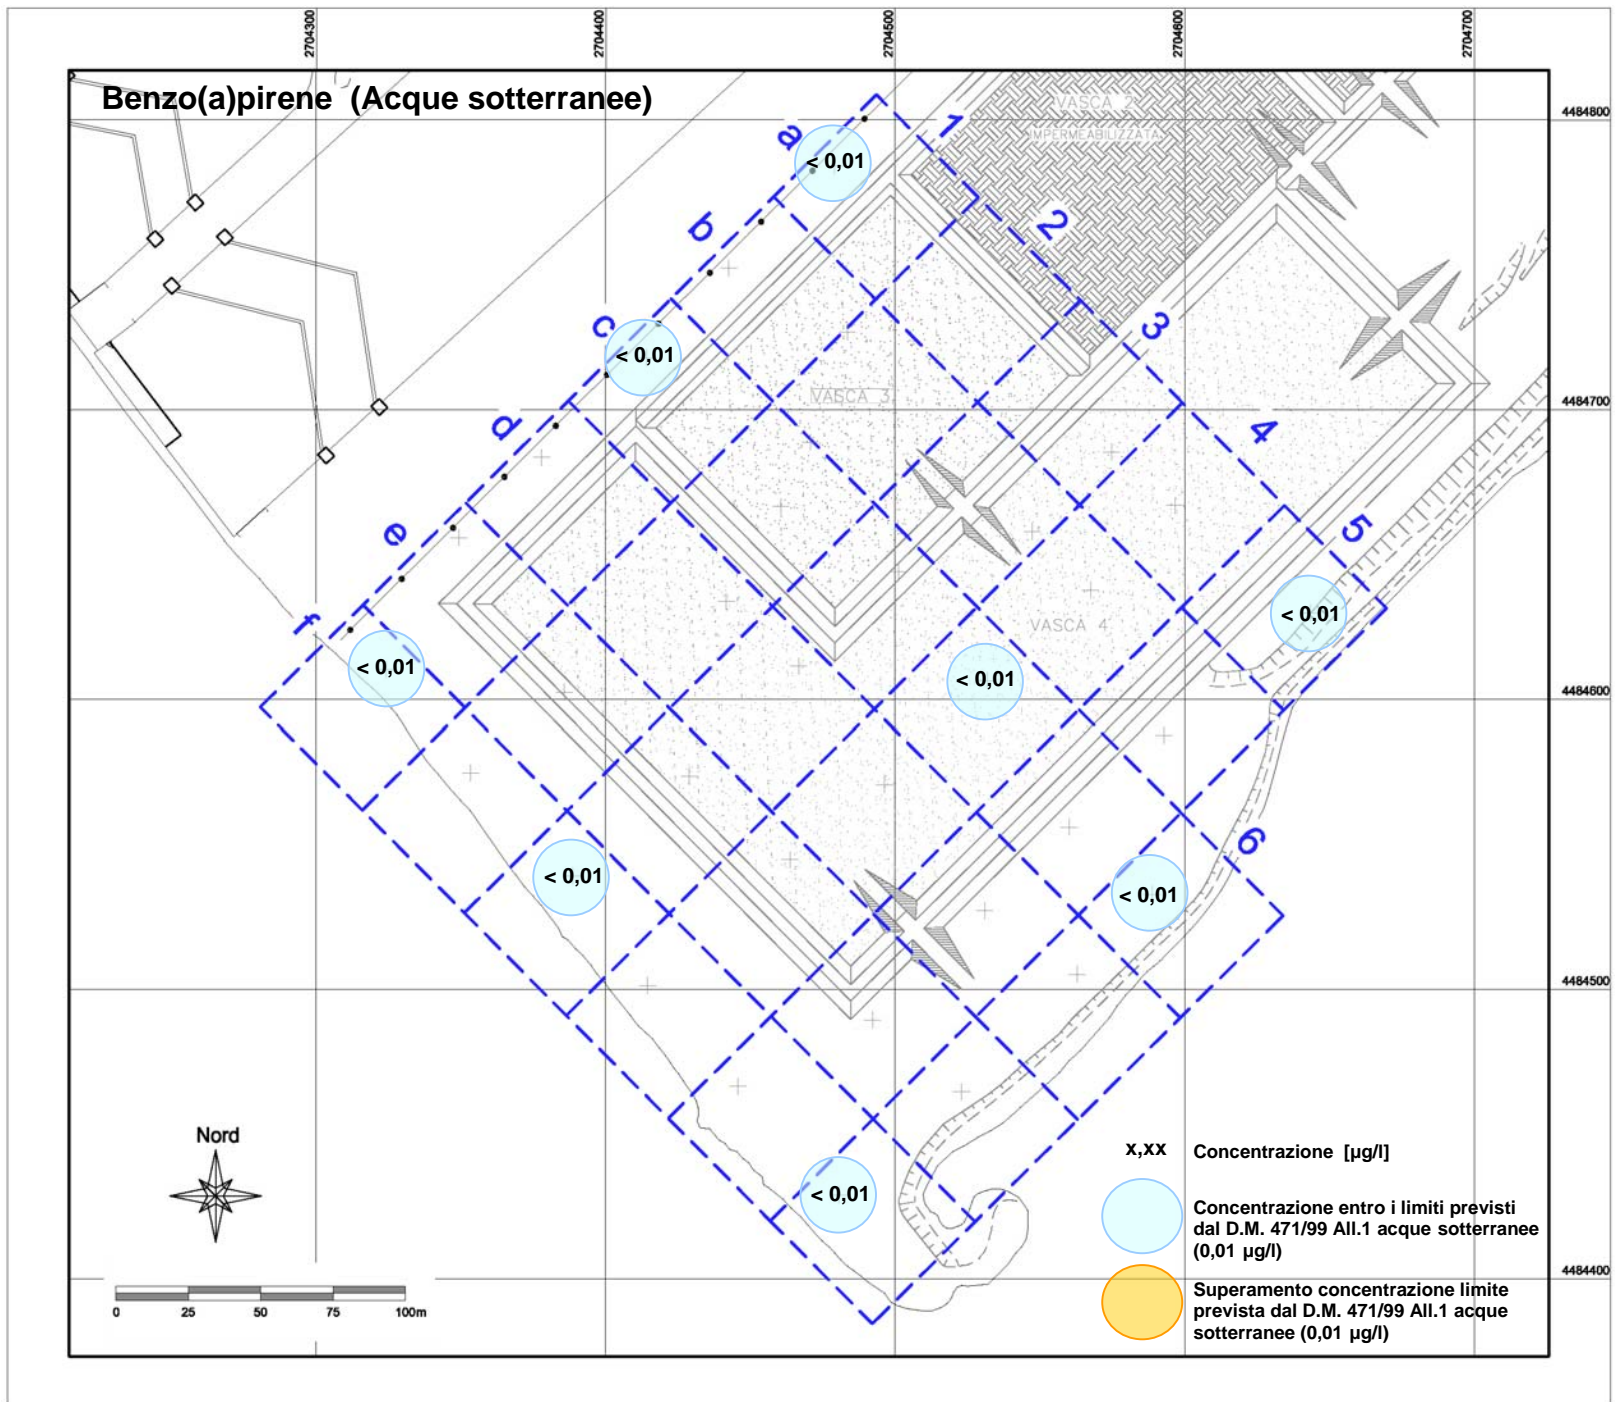 2704300
2704400
2704500
2704600
2704700
Benzo(a)pirene (Acque sotterranee)
VASCA 2
IMPERMEABILIZZATA
4484800
a
1
< 0,01
b
2
c
3
< 0,01
VASCA 3
4484700
d
4
e
5
f
< 0,01
VASCA 4
< 0,01
< 0,01
4484600
6
< 0,01
< 0,01
4484500
Nord
x,xx Concentrazione [µg/l]
< 0,01
Concentrazione entro i limiti previsti
dal D.M. 471/99 All.1 acque sotterranee
(0,01 µg/l)
4484400
Superamento concentrazione limite
prevista dal D.M. 471/99 All.1 acque
sotterranee (0,01 µg/l)
0 25 50 75 100m